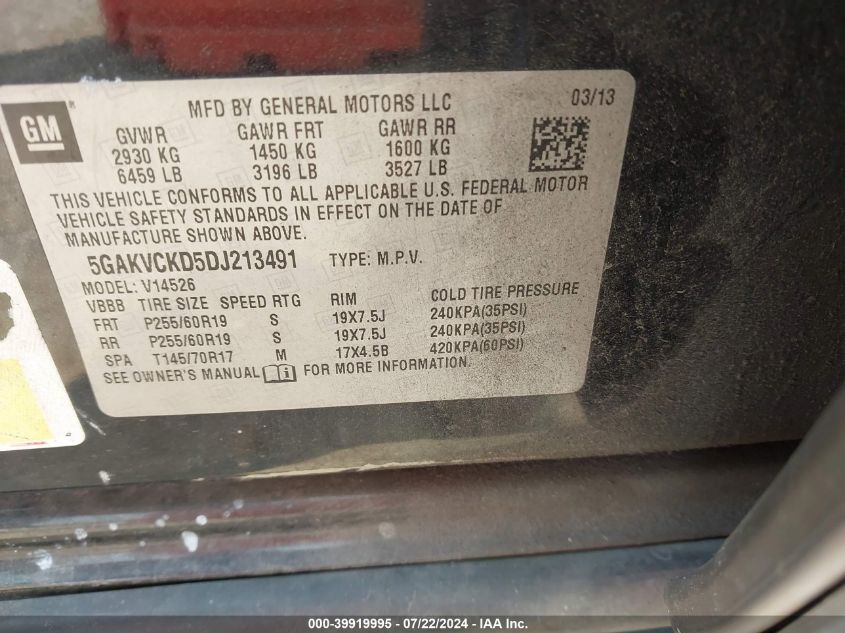 GM
MFD BY GENERAL MOTORS LLC 03/13
GVWR GAWR FRT GAWR RR
2930 KG 1450 KG 1600 KG
6459 LB 3196 LB 3527 LB
THIS VEHICLE CONFORMS TO ALL APPLICABLE U.S. FEDERAL MOTOR
VEHICLE SAFETY STANDARDS IN EFFECT ON THE DATE OF
MANUFACTURE SHOWN ABOVE.
5GAKVCKD5DJ213491 TYPE: M.P.V.
MODEL: V14526
VBBB TIRE SIZE SPEED RTG RIM COLD TIRE PRESSURE
FRT P255/60R19 S 19X7.5J 240KPA(35PSI)
RR P255/60R19 S 19X7.5J 240KPA(35PSI)
SPA T145/70R17 M 17X4.5B 420KPA(60PSI)
SEE OWNER'S MANUAL FOR MORE INFORMATION.
000-39919995 - 07/22/2024 - IAA Inc.